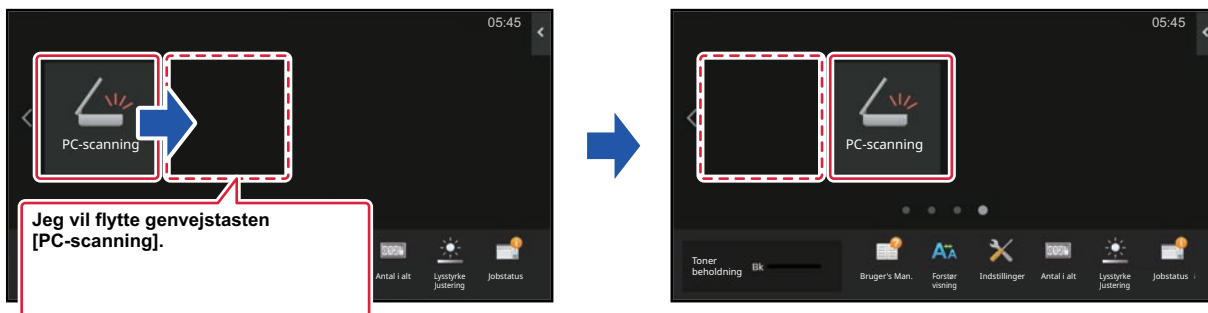 05:45
PC-scanning
Jeg vil flytte genvejstasten
[PC-scanning].
Antal i alt
Lysstyrke
Justering
Jobstatus
05:45
PC-scanning
Toner
beholdning
Bk
Bruger's Man.
Forstør
visning
Indstillinger
Antal i alt
Lysstyrke
Justering
Jobstatus